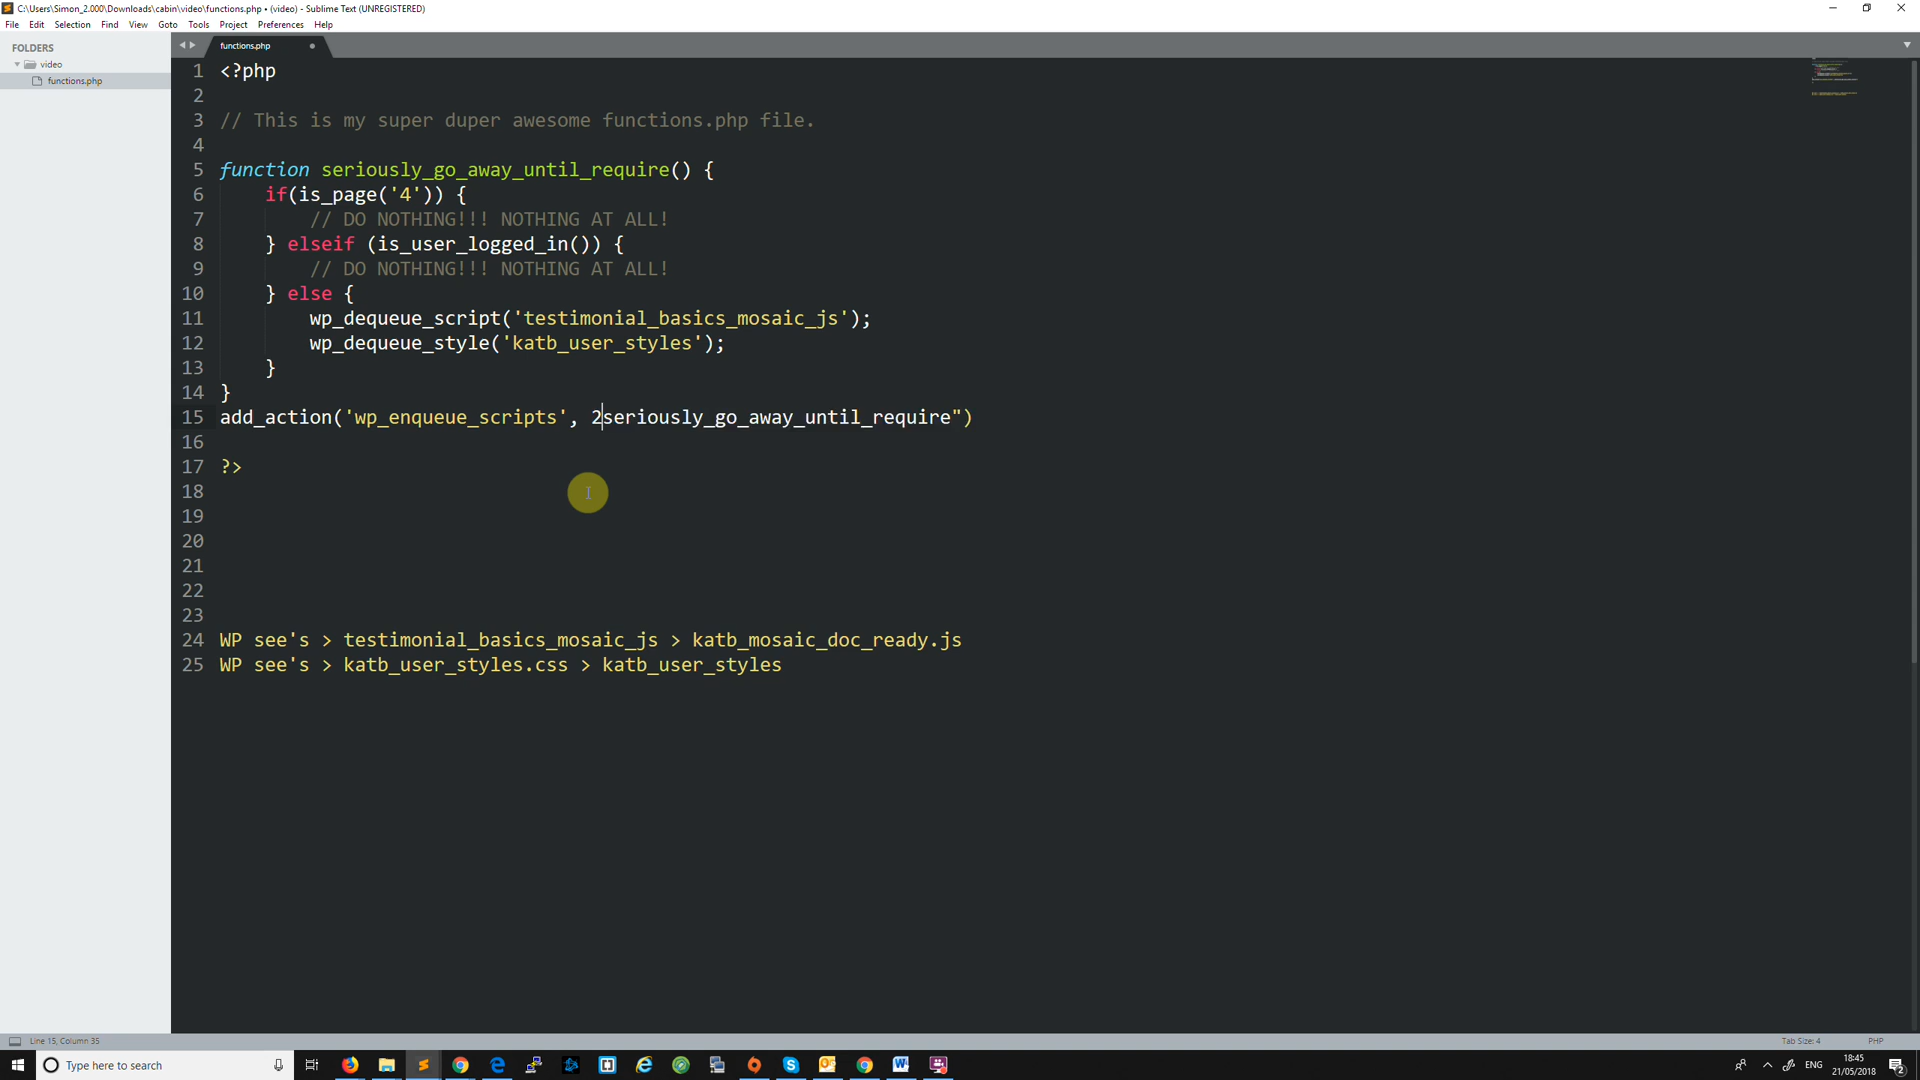 C:\Users\Simon_2.000\Downloads\cabin\video\functions.php • (video) - Sublime Text (UNREGISTERED)
File Edit Selection Find View Goto Tools Project Preferences Help
FOLDERS
video
functions.php
functions.php
1 <?php
2
3 // This is my super duper awesome functions.php file.
4
5 function seriously_go_away_until_require() {
6     if(is_page('4')) {
7         // DO NOTHING!!! NOTHING AT ALL!
8     } elseif (is_user_logged_in()) {
9         // DO NOTHING!!! NOTHING AT ALL!
10     } else {
11         wp_dequeue_script('testimonial_basics_mosaic_js');
12         wp_dequeue_style('katb_user_styles');
13     }
14 }
15 add_action('wp_enqueue_scripts', 2seriously_go_away_until_require")
16
17 ?>
18
19
20
21
22
23
24 WP see's > testimonial_basics_mosaic_js > katb_mosaic_doc_ready.js
25 WP see's > katb_user_styles.css > katb_user_styles
Line 15, Column 35
Tab Size: 4 PHP
Type here to search
ENG
18:45
21/05/2018
2